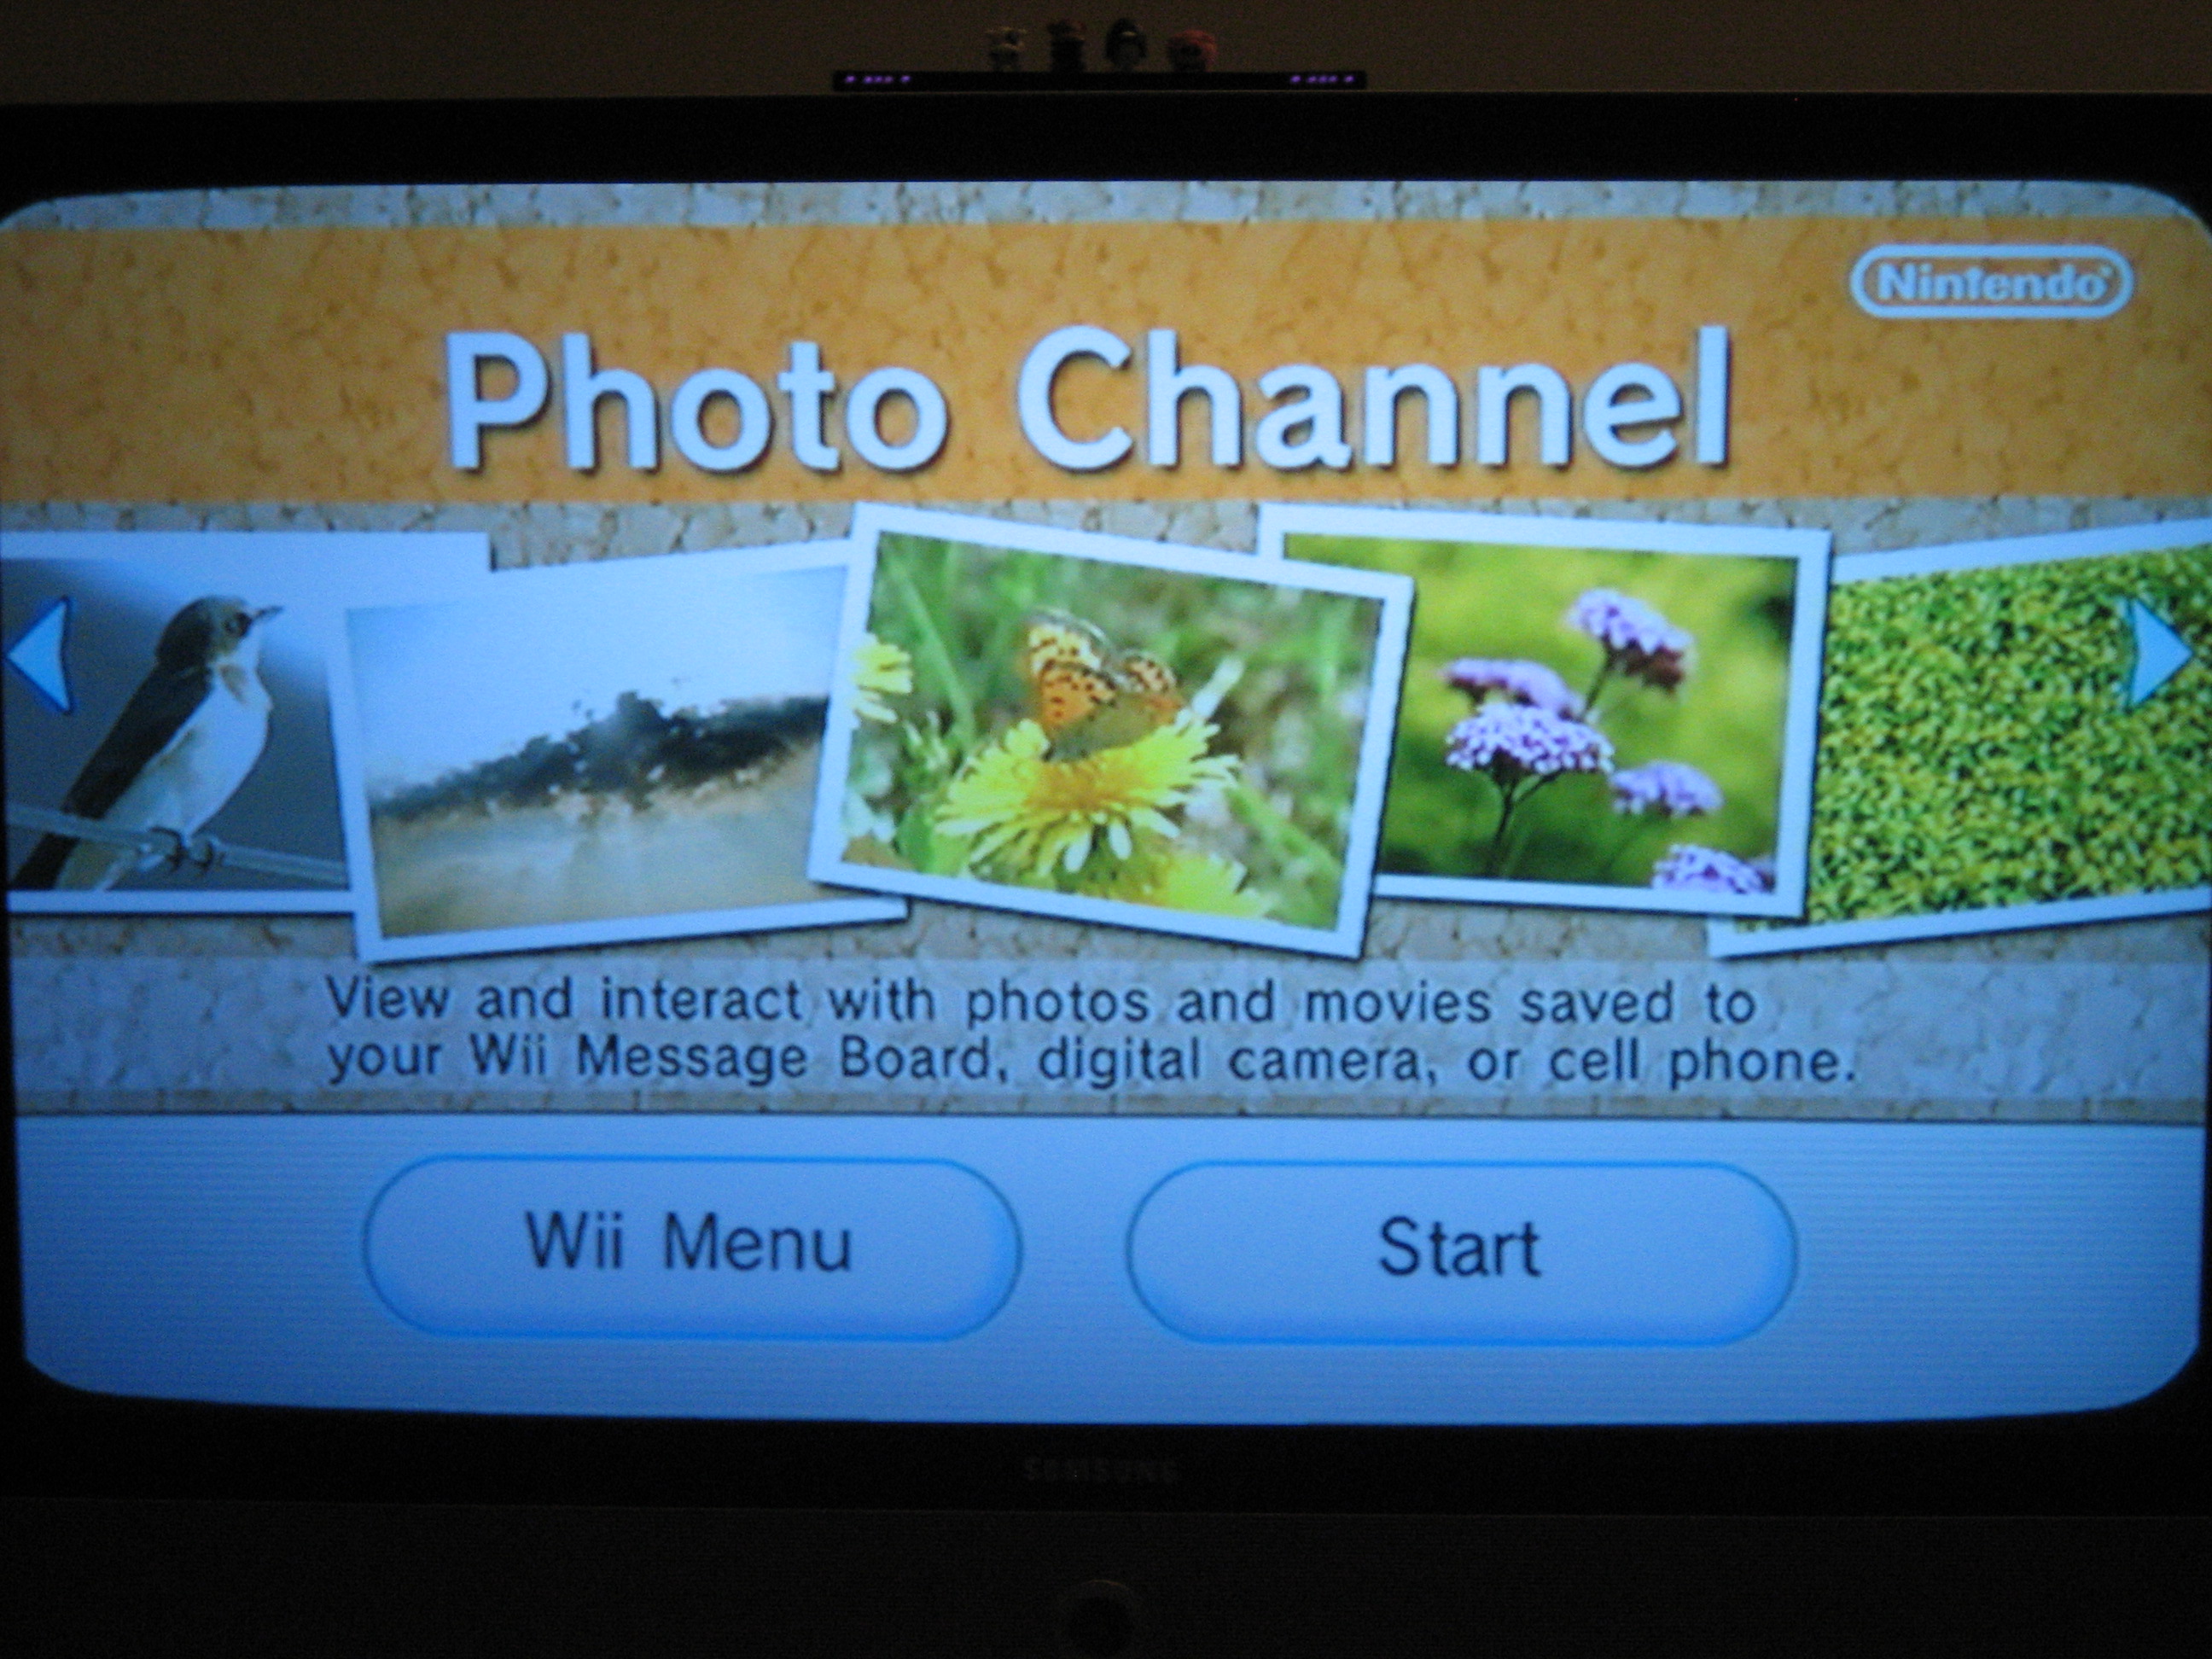 Nintendo
Photo Channel
View and interact with photos and movies saved to
your Wii Message Board, digital camera, or cell phone.
Wii Menu
Start
SAMSUNG